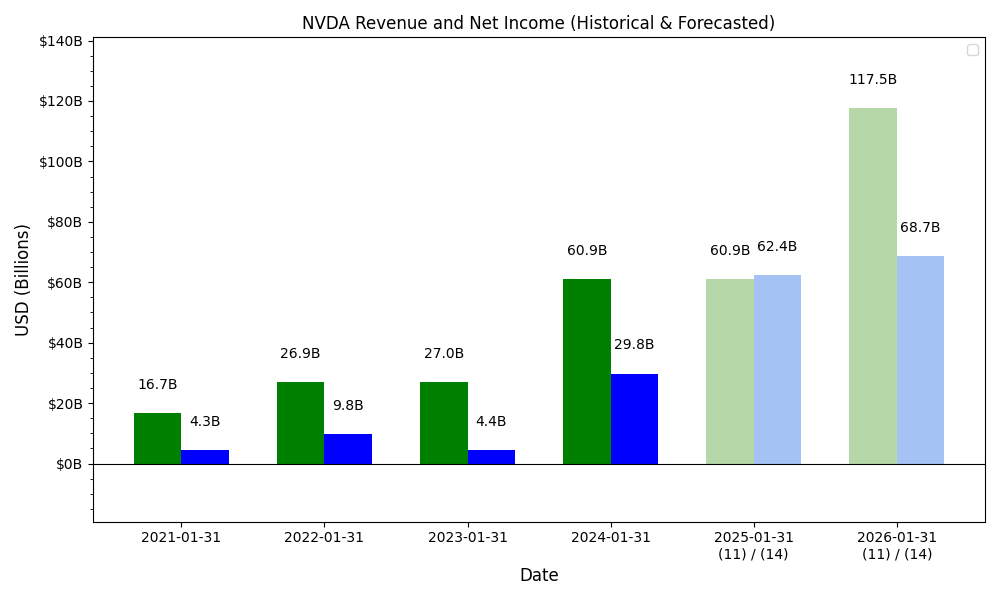 NVDA Revenue and Net Income (Historical & Forecasted)
$140B
$120B
$100B
$80B
$60B
$40B
$20B
$0B
USD (Billions)
16.7B
4.3B
26.9B
9.8B
27.0B
4.4B
60.9B
29.8B
60.9B
62.4B
117.5B
68.7B
2021-01-31
2022-01-31
2023-01-31
2024-01-31
2025-01-31
(11) / (14)
2026-01-31
(11) / (14)
Date